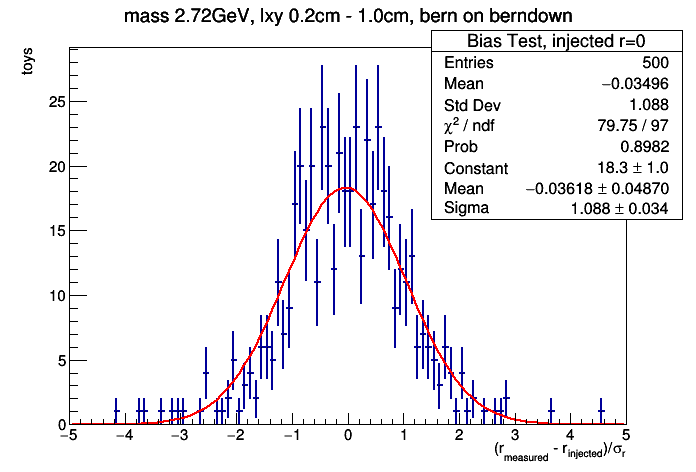 mass 2.72GeV, lxy 0.2cm - 1.0cm, bern on berndown
Bias Test, injected r=0
Entries 500
Mean −0.03496
Std Dev 1.088
χ² / ndf 79.75 / 97
Prob 0.8982
Constant 18.3 ± 1.0
Mean −0.03618 ± 0.04870
Sigma 1.088 ± 0.034
toys
25
20
15
10
5
0
−5 −4 −3 −2 −1 0 1 2 3 4 5
(r_measured - r_injected)/σ_r